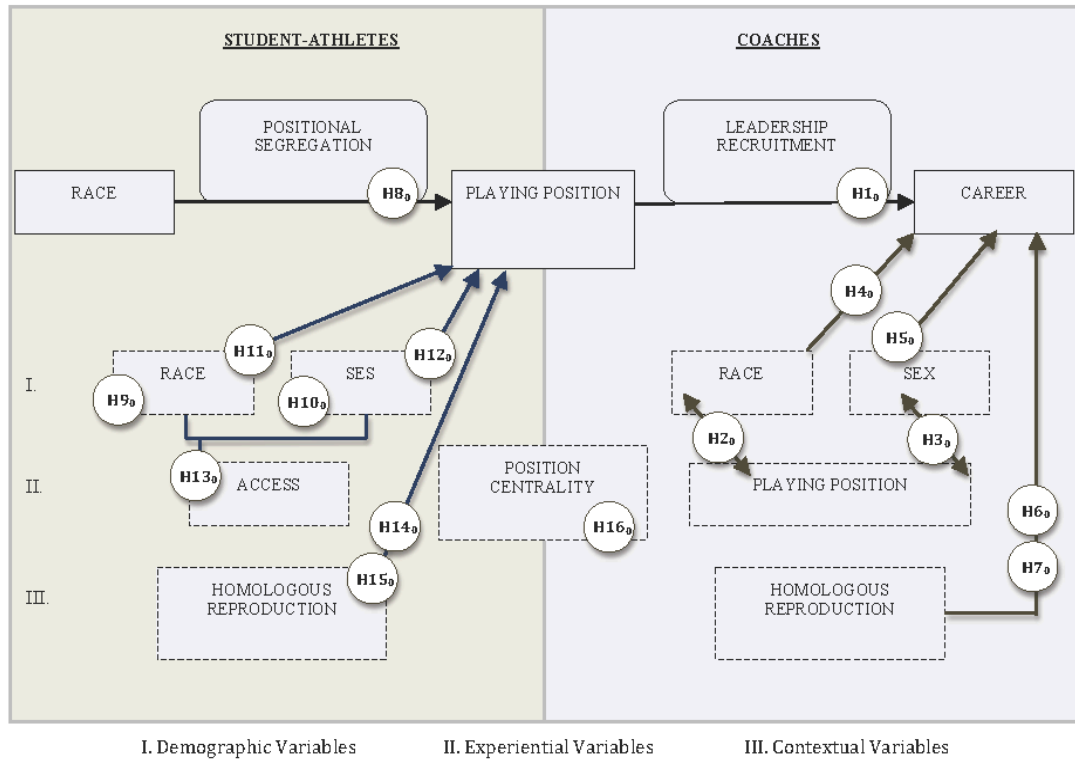 STUDENT-ATHLETES
COACHES
POSITIONAL
SEGREGATION
LEADERSHIP
RECRUITMENT
RACE
H8₀
PLAYING POSITION
H1₀
CAREER
H4₀
H11₀
H12₀
H5₀
I.
RACE
SES
RACE
SEX
H9₀
H10₀
H2₀
H3₀
H13₀
II.
ACCESS
POSITION
CENTRALITY
PLAYING POSITION
H14₀
H16₀
H6₀
H15₀
H7₀
III.
HOMOLOGOUS
REPRODUCTION
HOMOLOGOUS
REPRODUCTION
I. Demographic Variables
II. Experiential Variables
III. Contextual Variables